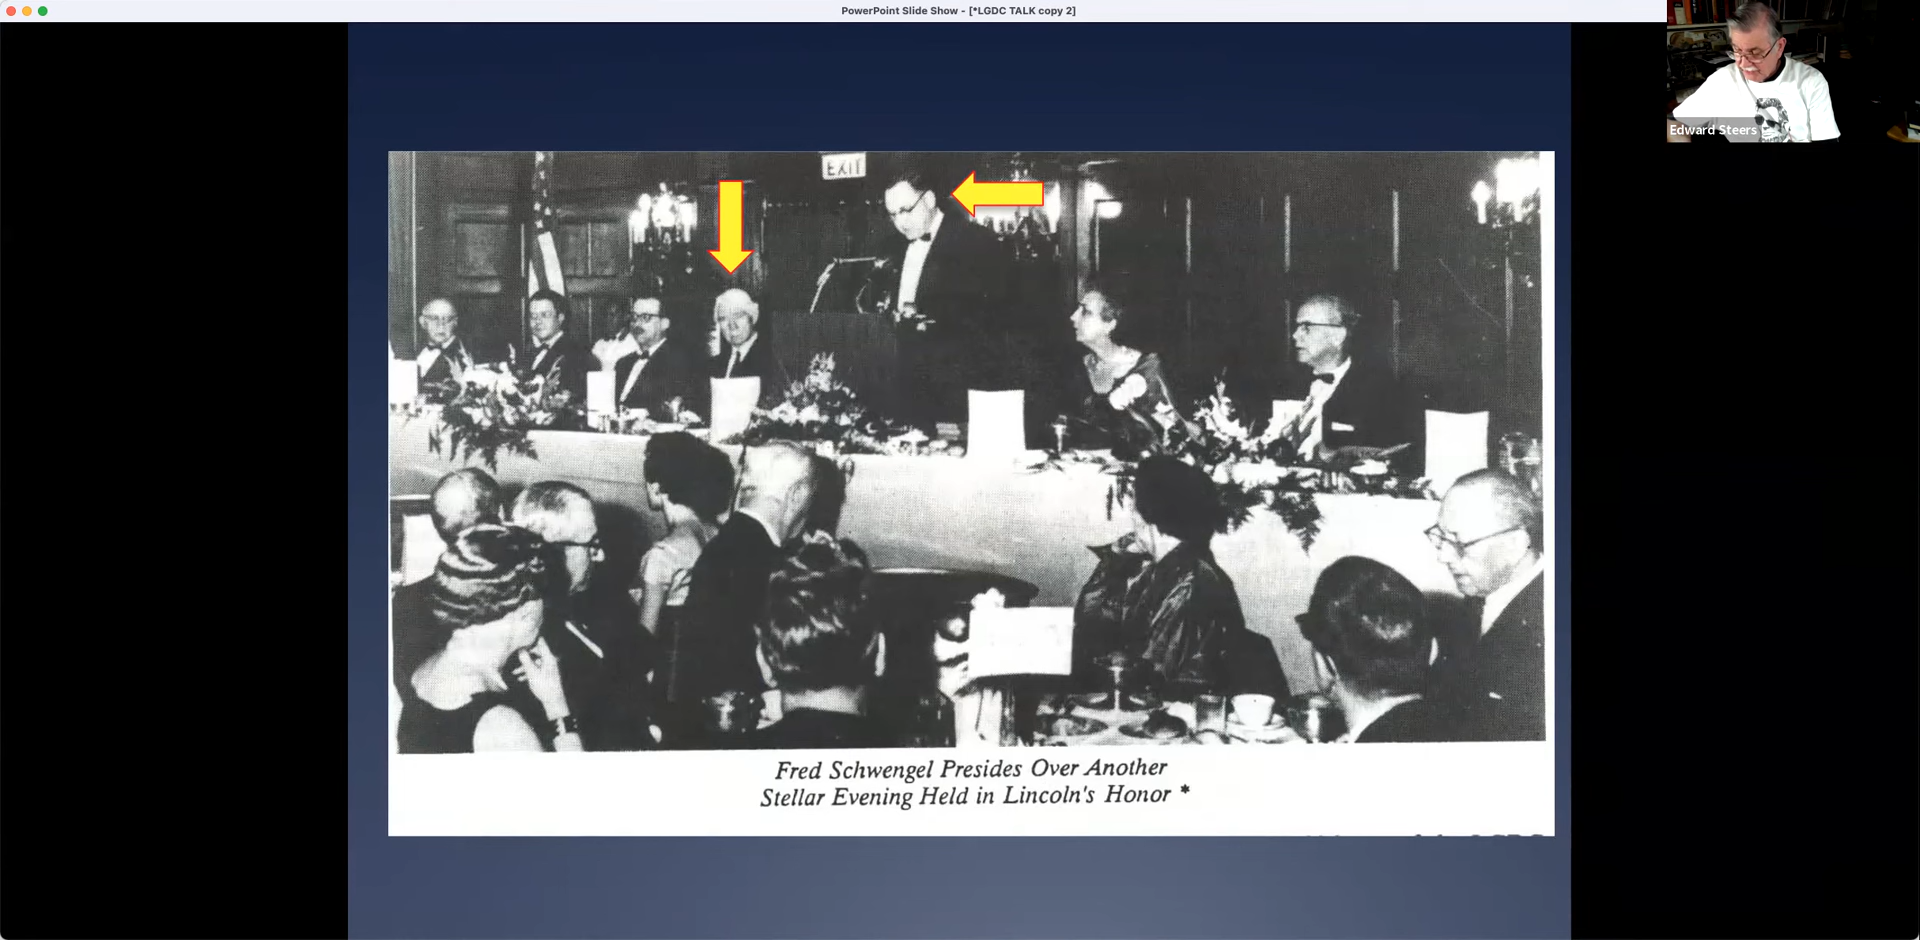 PowerPoint Slide Show - [*LGDC TALK copy 2]
Edward Steers
EXIT
Fred Schwengel Presides Over Another
Stellar Evening Held in Lincoln's Honor *